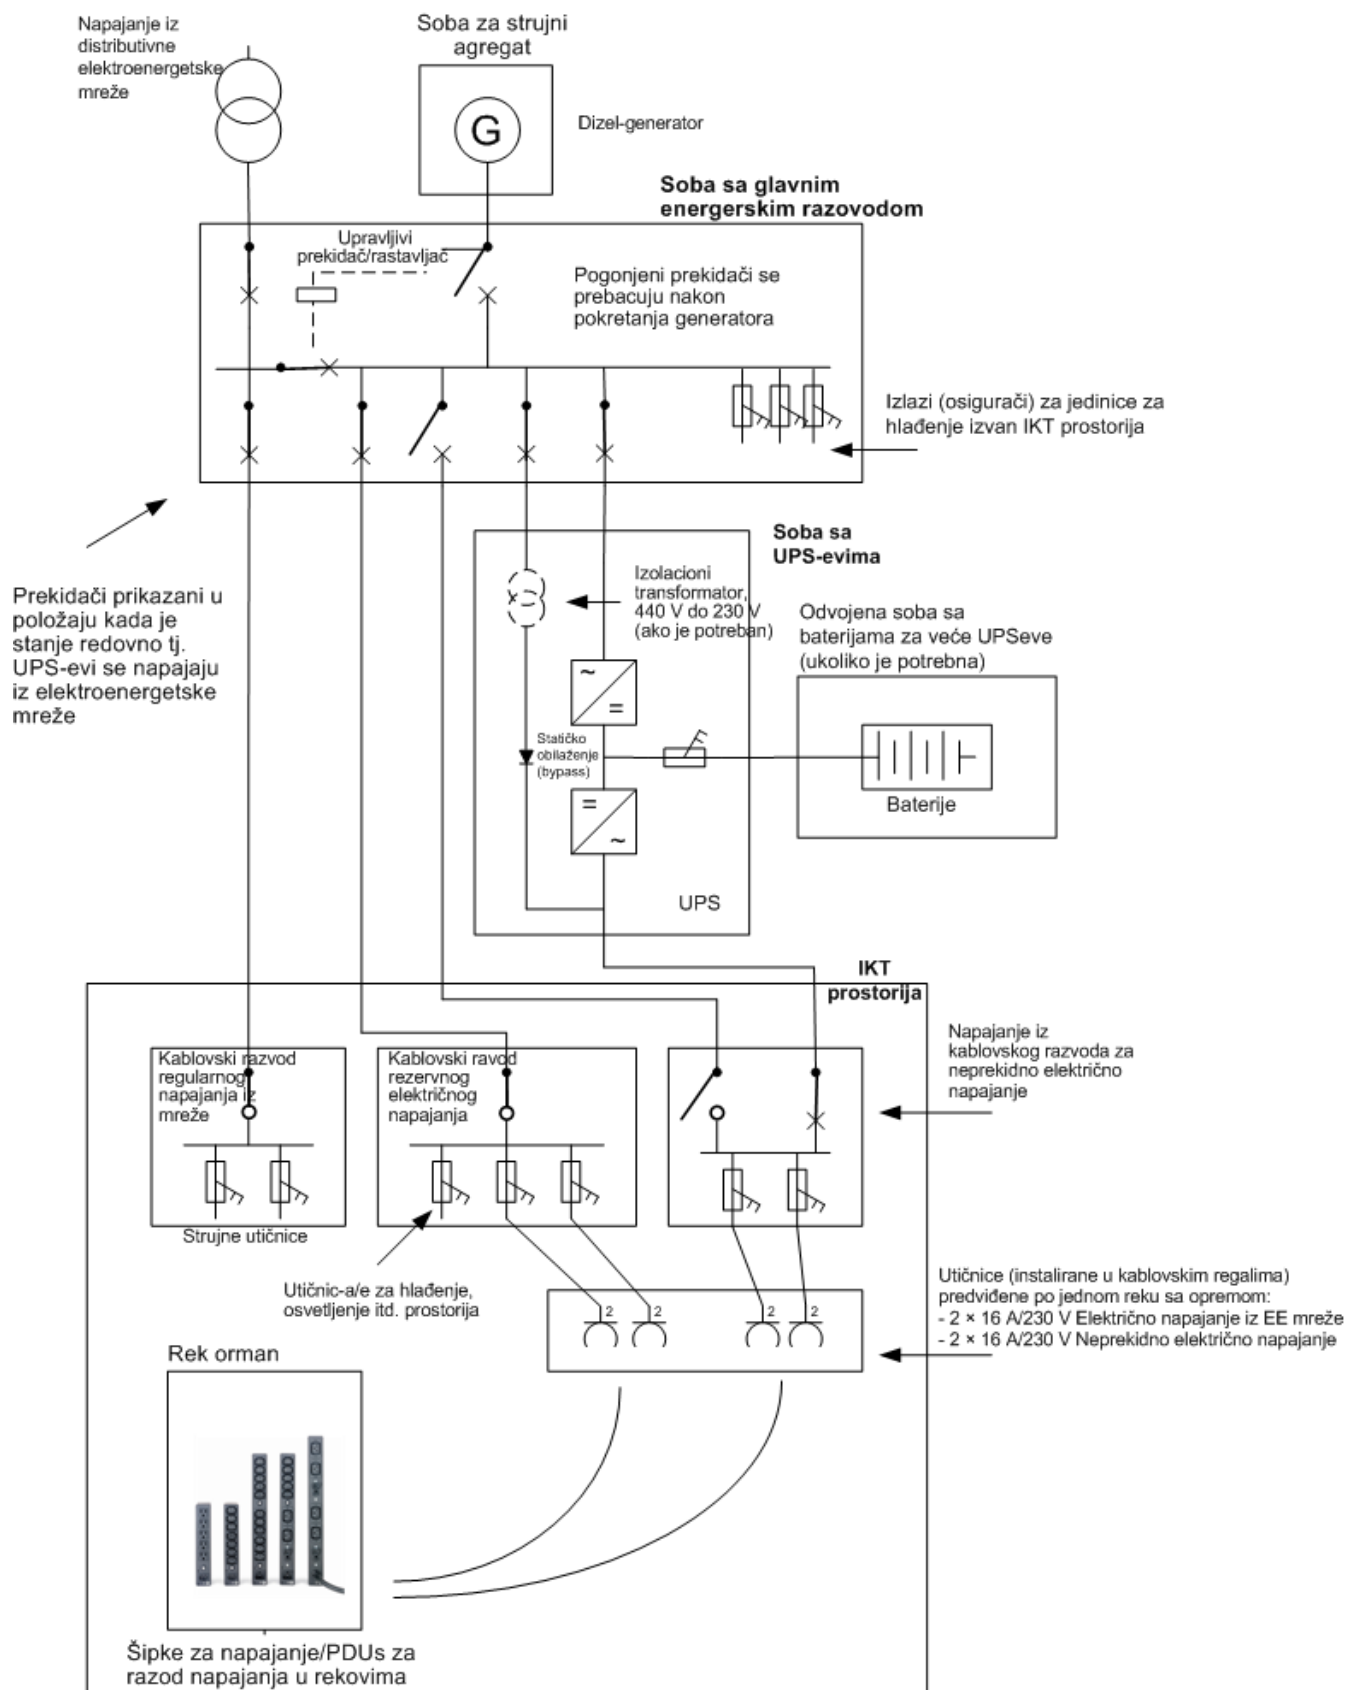 Napajanje iz
distributivne
elektroenergetske
mreže
Soba za strujni
agregat
G
Dizel-generator
Soba sa glavnim
energerskim razovodom
Upravljivi
prekidač/rastavljač
Pogonjeni prekidači se
prebacuju nakon
pokretanja generatora
Izlazi (osigurači) za jedinice za
hlađenje izvan IKT prostorija
Prekidači prikazani u
položaju kada je
stanje redovno tj.
UPS-evi se napajaju
iz elektroenergetske
mreže
Soba sa
UPS-evima
Izolacioni
transformator,
440 V do 230 V
(ako je potreban)
Odvojena soba sa
baterijama za veće UPSeve
(ukoliko je potrebna)
~
=
Statičko
obilaženje
(bypass)
=
~
Baterije
UPS
IKT
prostorija
Napajanje iz
kablovskog razvoda za
neprekidno električno
napajanje
Kablovski razvod
regularnog
napajanja iz
mreže
Kablovski ravod
rezervnog
električnog
napajanja
Strujne utičnice
Utičnic-a/e za hlađenje,
osvetljenje itd. prostorija
2 2 2 2
Utičnice (instalirane u kablovskim regalima)
predviđene po jednom reku sa opremom:
- 2 × 16 A/230 V Električno napajanje iz EE mreže
- 2 × 16 A/230 V Neprekidno električno napajanje
Rek orman
Šipke za napajanje/PDUs za
razod napajanja u rekovima